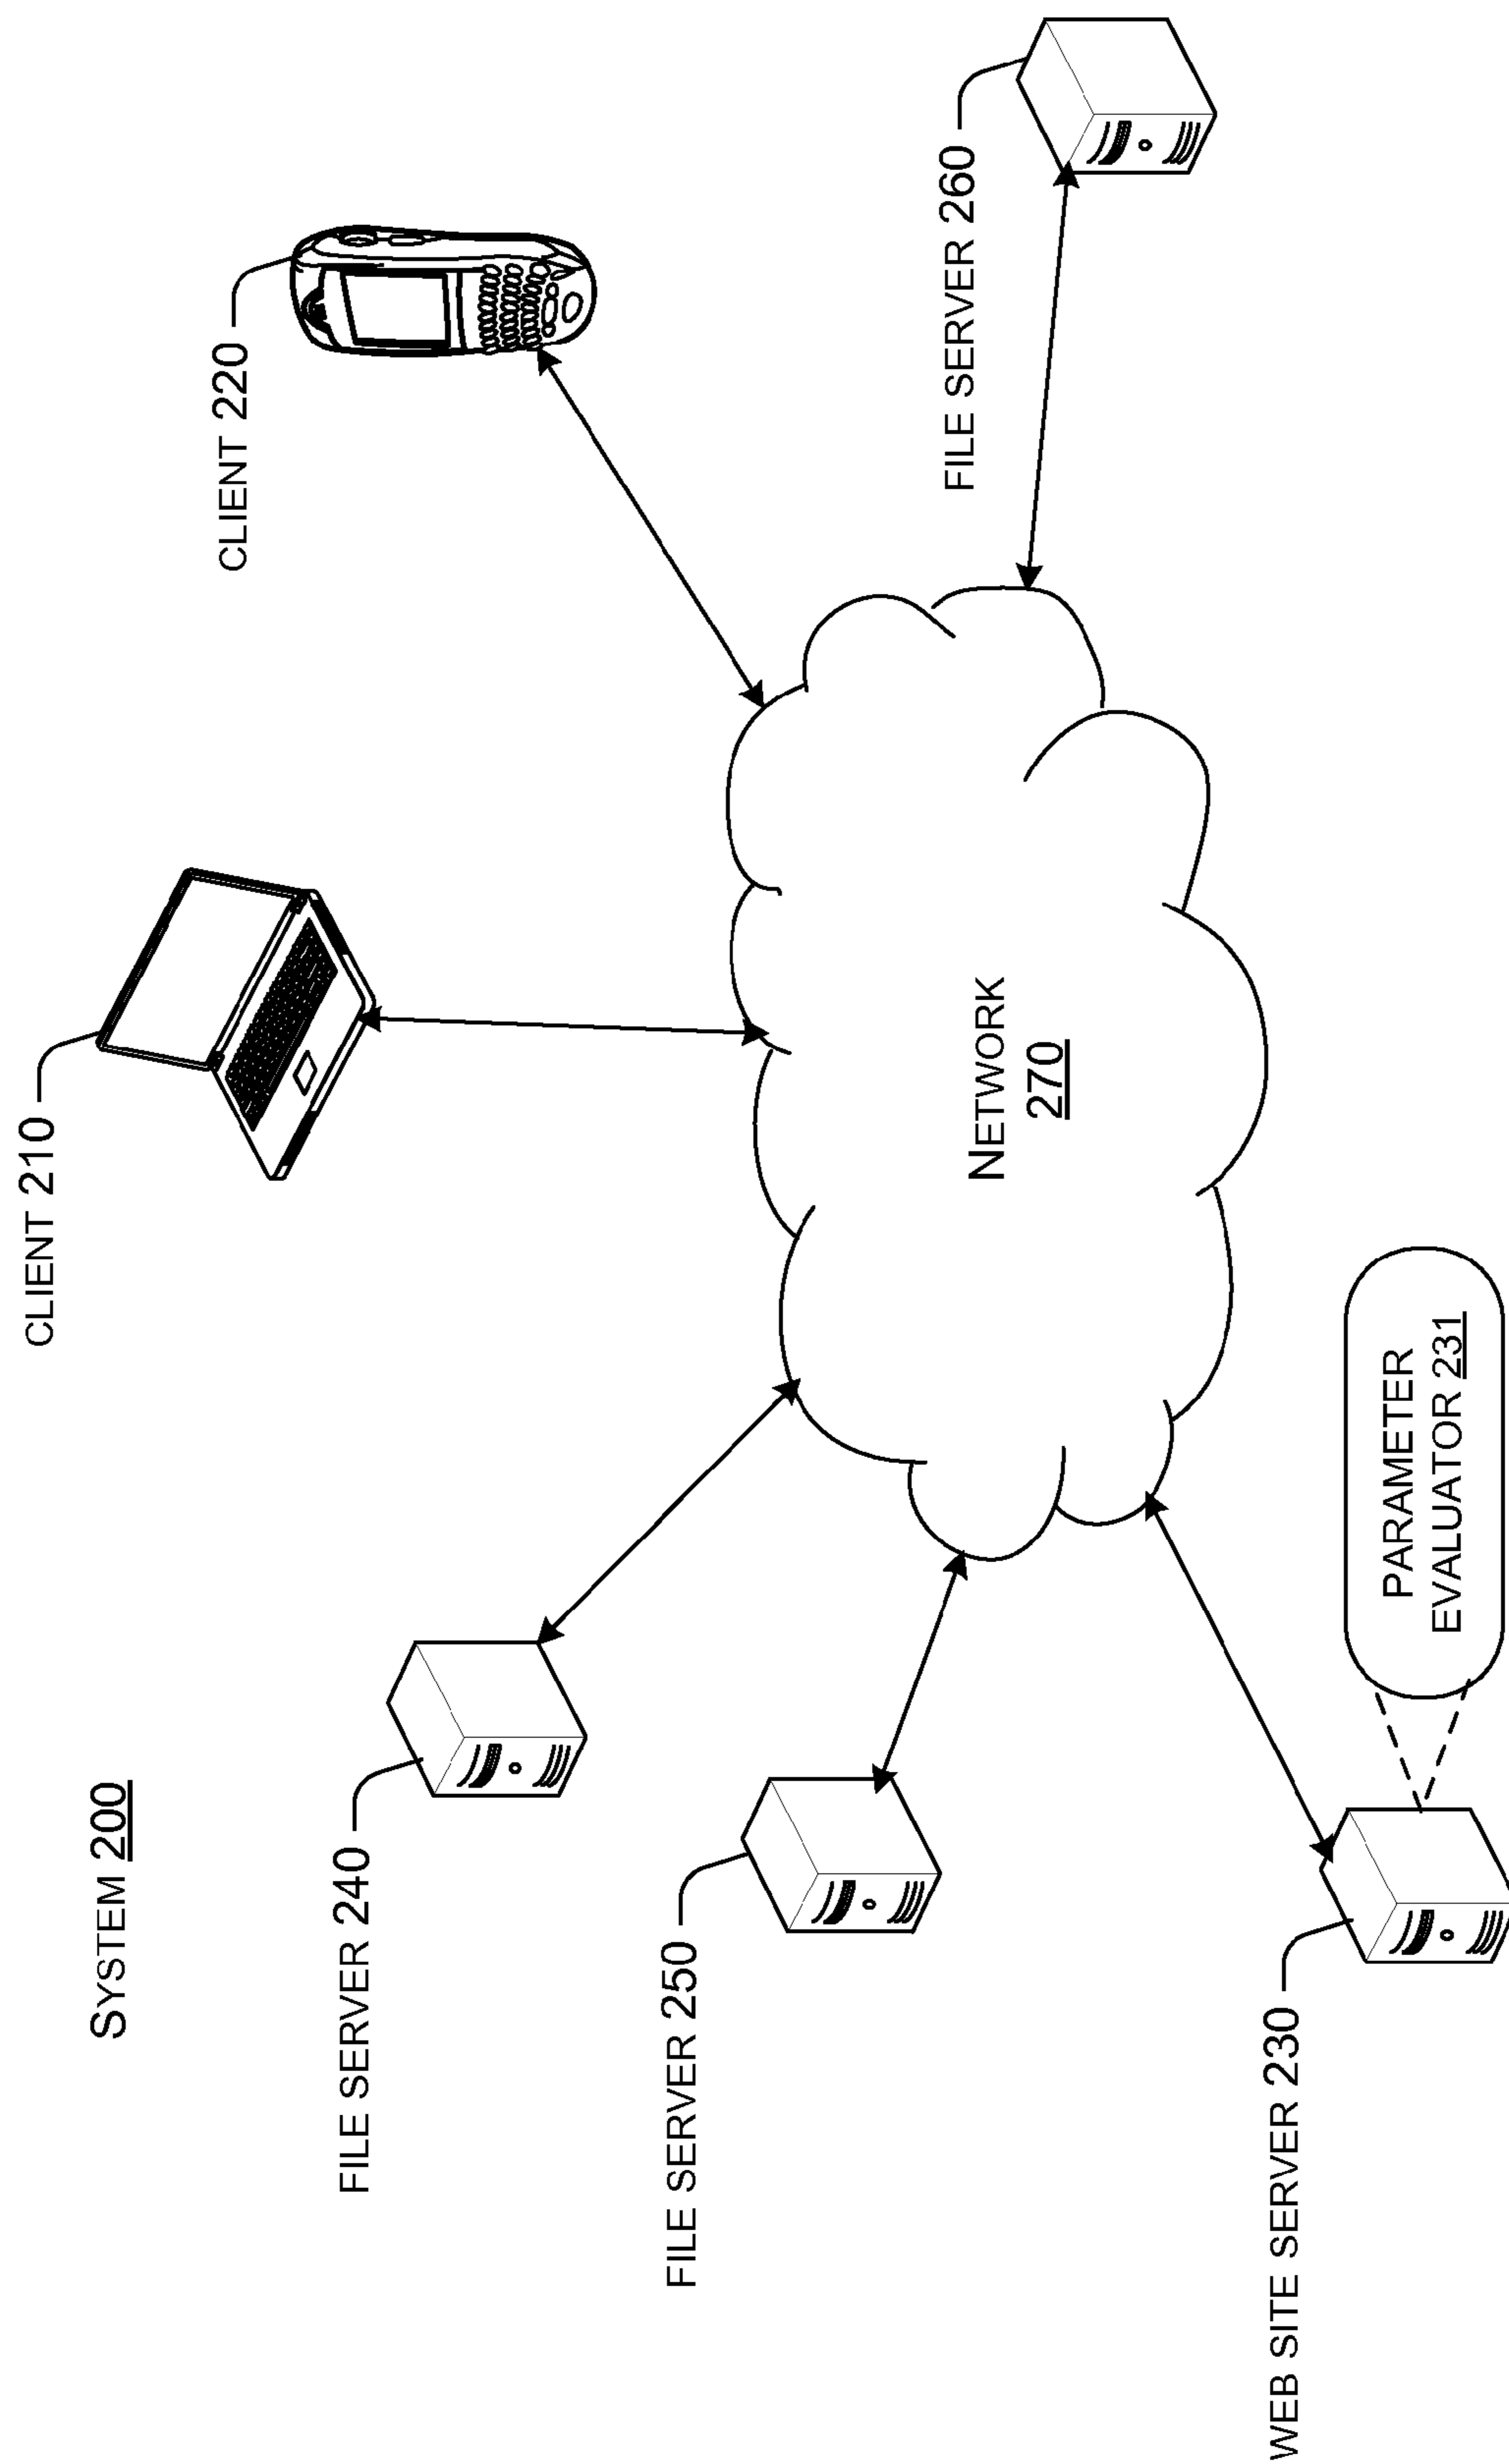 SYSTEM 200
CLIENT 210
CLIENT 220
FILE SERVER 240
FILE SERVER 250
FILE SERVER 260
NETWORK
270
WEB SITE SERVER 230
PARAMETER
EVALUATOR 231